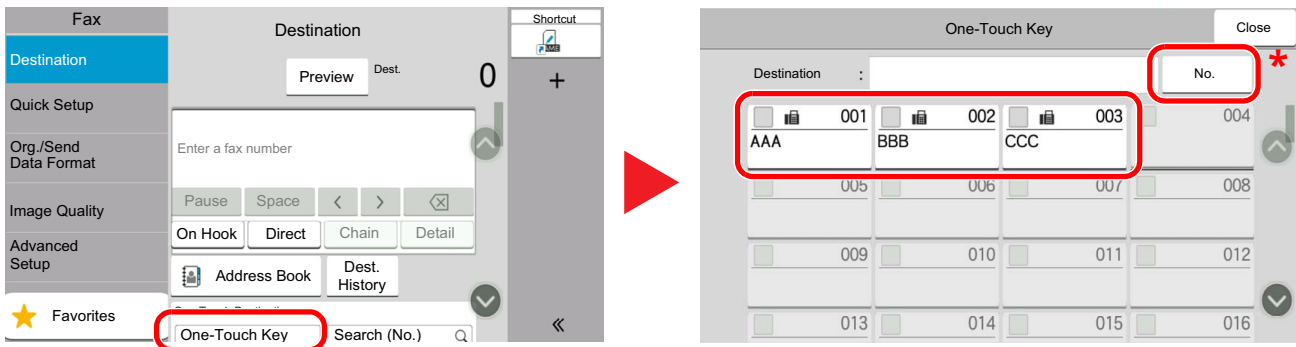 Fax
Destination
Quick Setup
Org./Send
Data Format
Image Quality
Advanced
Setup
Favorites
Destination
Preview
Dest.
0
Enter a fax number
Pause
Space
On Hook
Direct
Chain
Detail
Address Book
Dest.
History
One-Touch Key
Search (No.)
Shortcut
+
«
One-Touch Key
Close
Destination :
No.
*
001
AAA
002
BBB
003
CCC
004
005
006
007
008
009
010
011
012
013
014
015
016